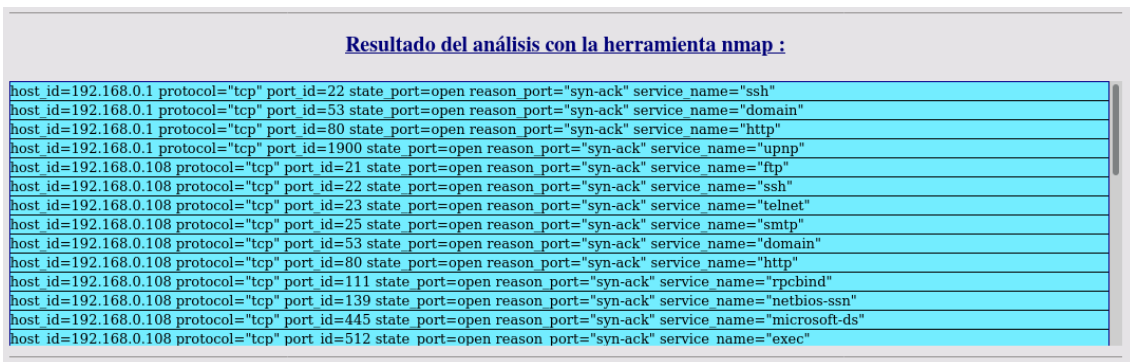 Resultado del análisis con la herramienta nmap :
host_id=192.168.0.1 protocol="tcp" port_id=22 state_port=open reason_port="syn-ack" service_name="ssh"
host_id=192.168.0.1 protocol="tcp" port_id=53 state_port=open reason_port="syn-ack" service_name="domain"
host_id=192.168.0.1 protocol="tcp" port_id=80 state_port=open reason_port="syn-ack" service_name="http"
host_id=192.168.0.1 protocol="tcp" port_id=1900 state_port=open reason_port="syn-ack" service_name="upnp"
host_id=192.168.0.108 protocol="tcp" port_id=21 state_port=open reason_port="syn-ack" service_name="ftp"
host_id=192.168.0.108 protocol="tcp" port_id=22 state_port=open reason_port="syn-ack" service_name="ssh"
host_id=192.168.0.108 protocol="tcp" port_id=23 state_port=open reason_port="syn-ack" service_name="telnet"
host_id=192.168.0.108 protocol="tcp" port_id=25 state_port=open reason_port="syn-ack" service_name="smtp"
host_id=192.168.0.108 protocol="tcp" port_id=53 state_port=open reason_port="syn-ack" service_name="domain"
host_id=192.168.0.108 protocol="tcp" port_id=80 state_port=open reason_port="syn-ack" service_name="http"
host_id=192.168.0.108 protocol="tcp" port_id=111 state_port=open reason_port="syn-ack" service_name="rpcbind"
host_id=192.168.0.108 protocol="tcp" port_id=139 state_port=open reason_port="syn-ack" service_name="netbios-ssn"
host_id=192.168.0.108 protocol="tcp" port_id=445 state_port=open reason_port="syn-ack" service_name="microsoft-ds"
host_id=192.168.0.108 protocol="tcp" port_id=512 state_port=open reason_port="syn-ack" service_name="exec"